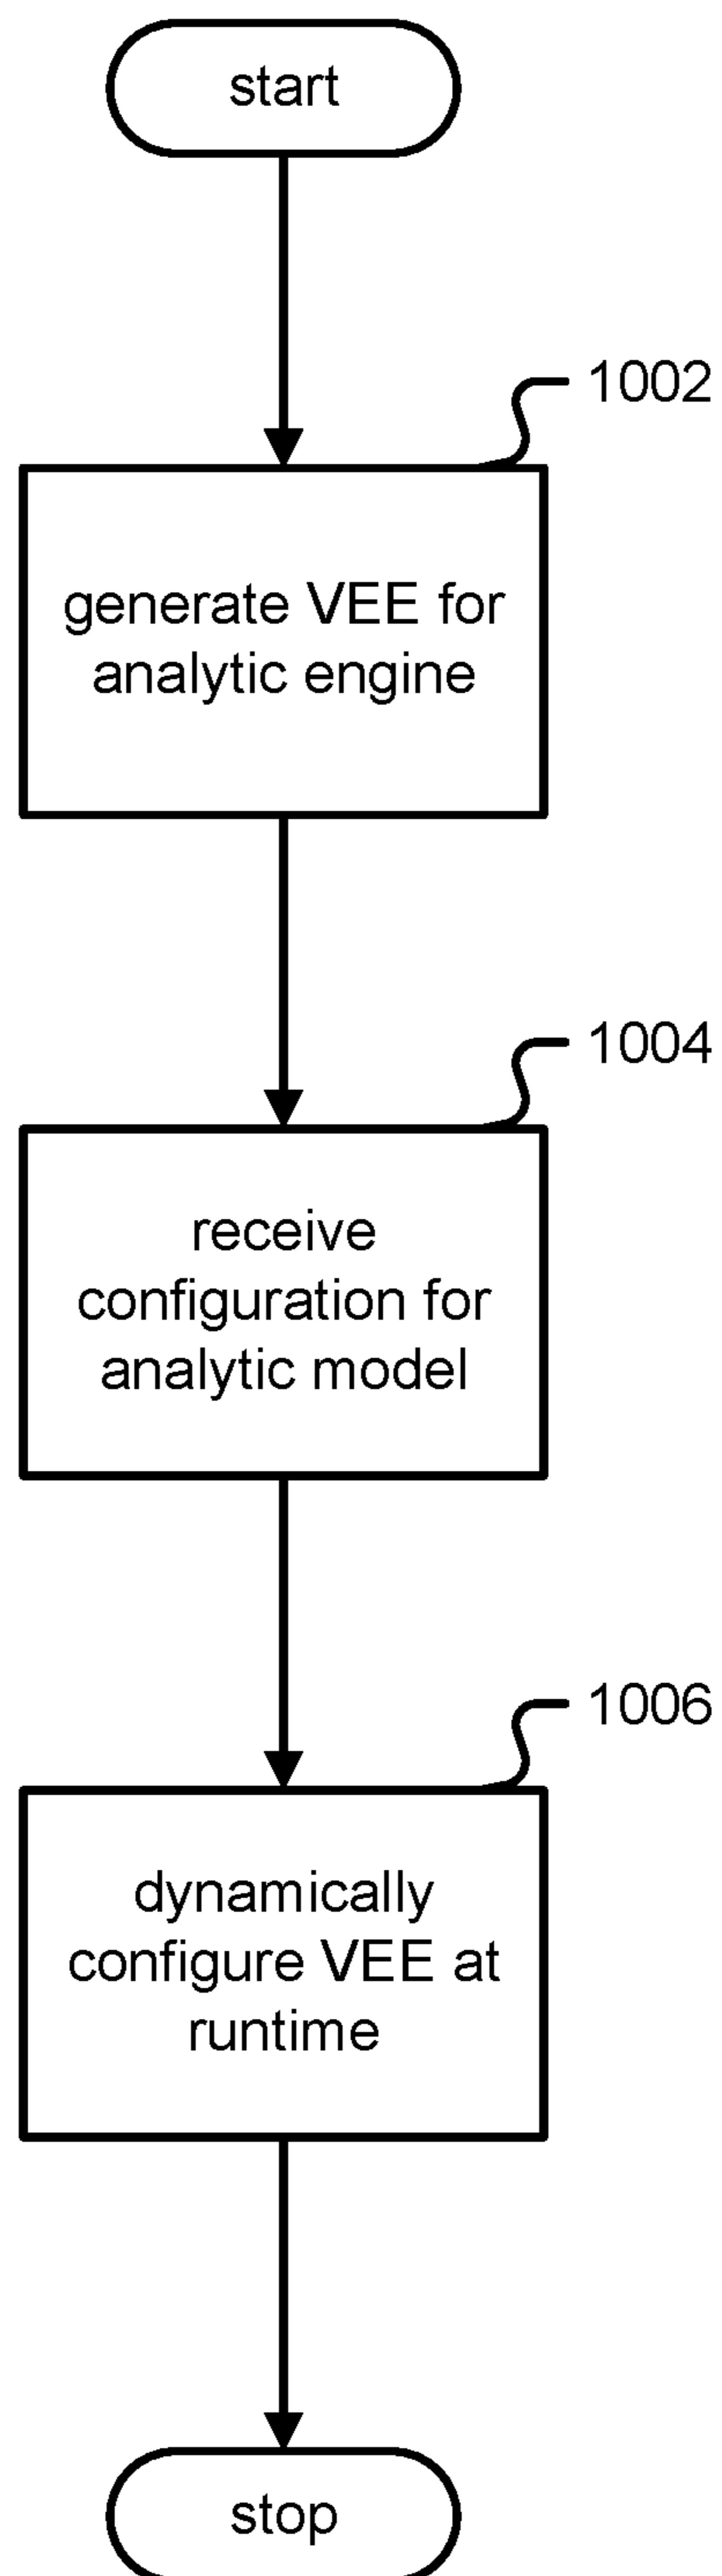 start
1002
generate VEE for
analytic engine
1004
receive
configuration for
analytic model
1006
dynamically
configure VEE at
runtime
stop